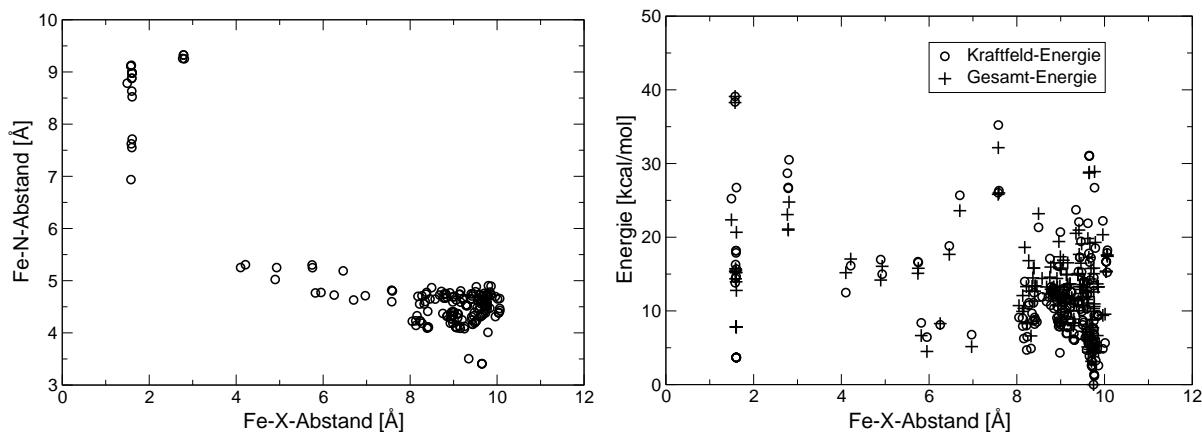 10
9
8
7
6
5
4
3
Fe-N-Abstand [Å]
0 2 4 6 8 10 12
Fe-X-Abstand [Å]
50
40
30
20
10
0
Energie [kcal/mol]
Kraftfeld-Energie
Gesamt-Energie
0 2 4 6 8 10 12
Fe-X-Abstand [Å]